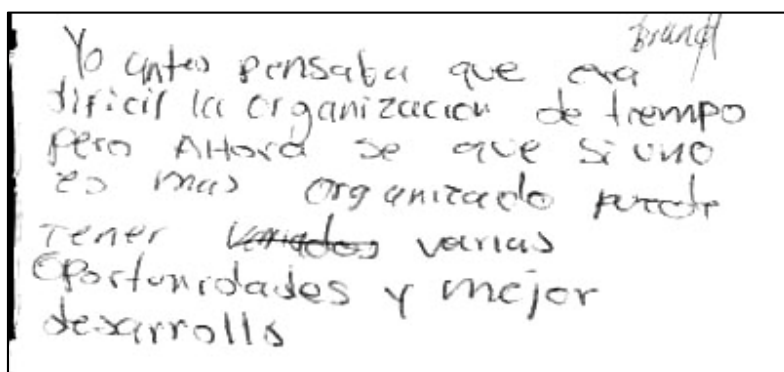 Yo antes pensaba que era
dificil la organizacion de tiempo
pero AHora se que si uno
es mas organizado puede
Tener varias
Oportunidades y mejor
desarrollo